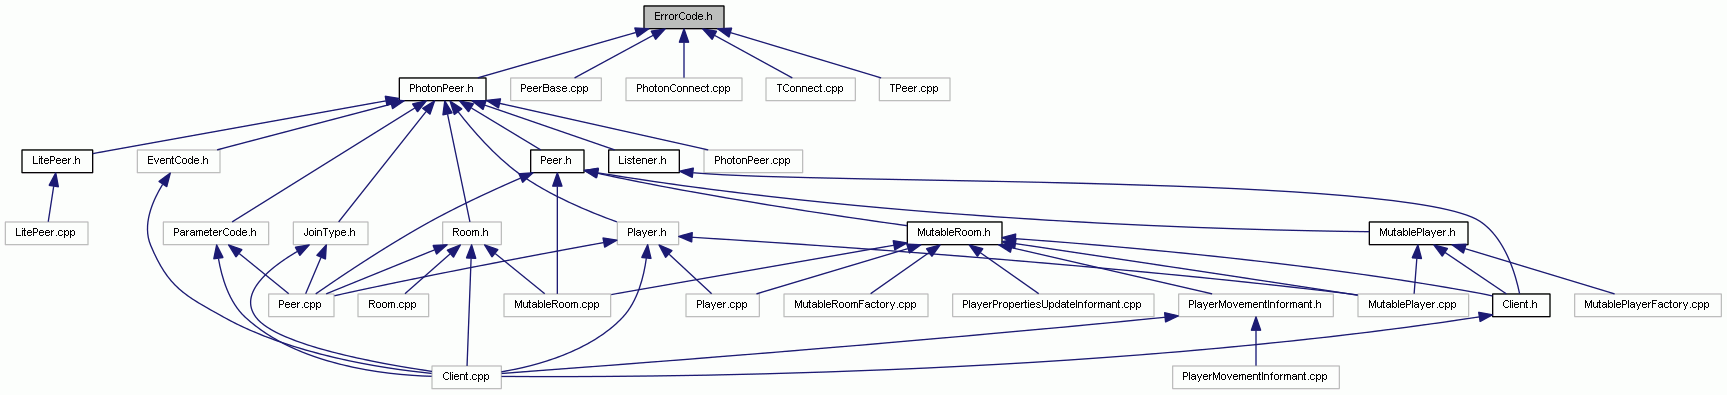 ErrorCode.h
PhotonPeer.h
PeerBase.cpp
PhotonConnect.cpp
TConnect.cpp
TPeer.cpp
LitePeer.h
EventCode.h
Peer.h
Listener.h
PhotonPeer.cpp
LitePeer.cpp
ParameterCode.h
JoinType.h
Room.h
Player.h
MutableRoom.h
MutablePlayer.h
Peer.cpp
Room.cpp
MutableRoom.cpp
Player.cpp
MutableRoomFactory.cpp
PlayerPropertiesUpdateInformant.cpp
PlayerMovementInformant.h
MutablePlayer.cpp
Client.h
MutablePlayerFactory.cpp
Client.cpp
PlayerMovementInformant.cpp